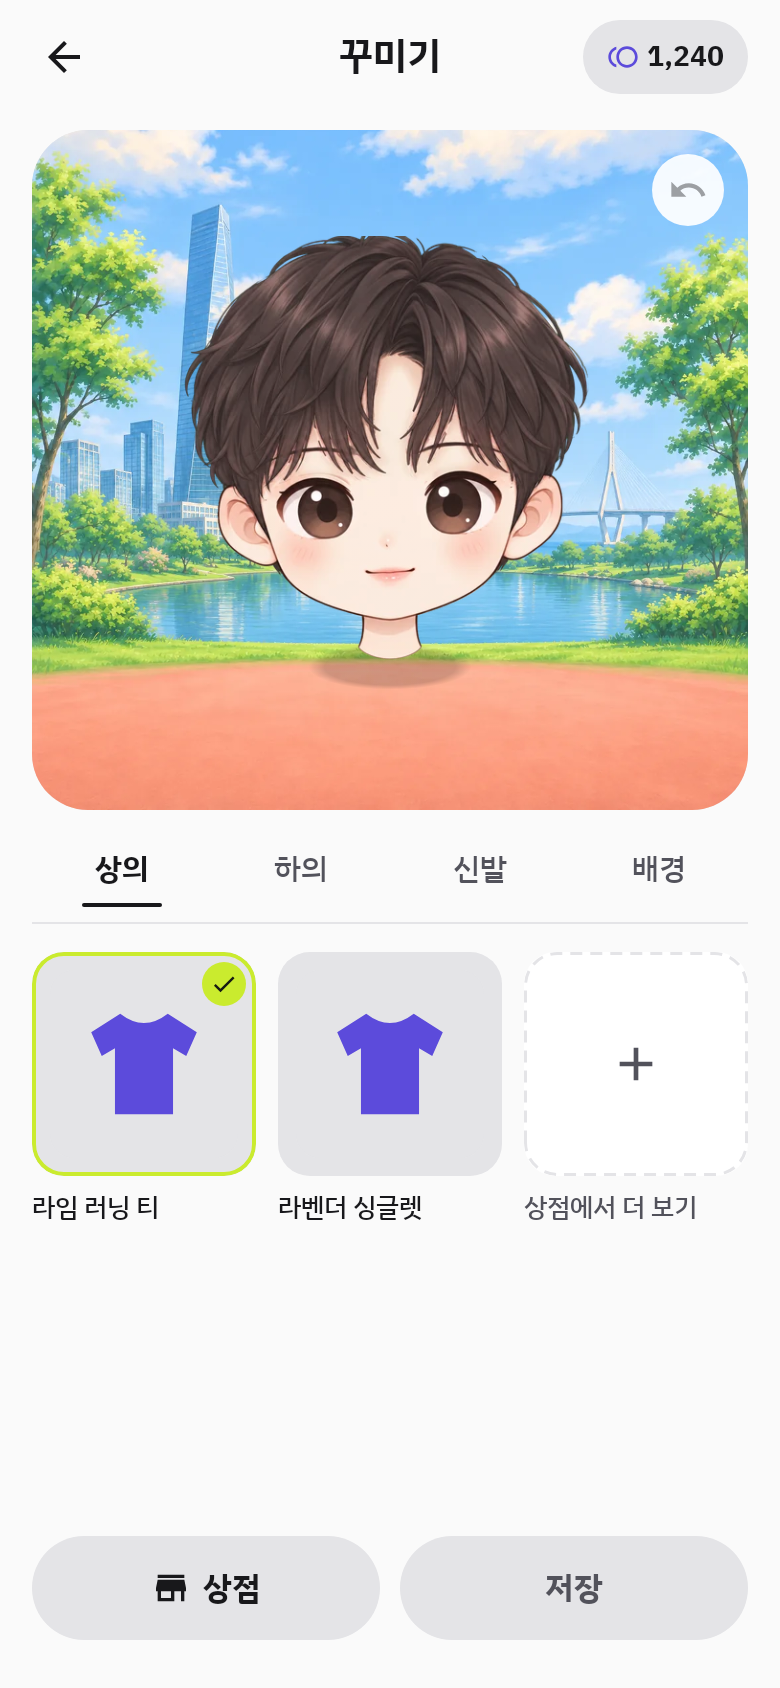 꾸미기
1,240
상의
하의
신발
배경
라임 러닝 티
라벤더 싱글렛
상점에서 더 보기
상점
저장